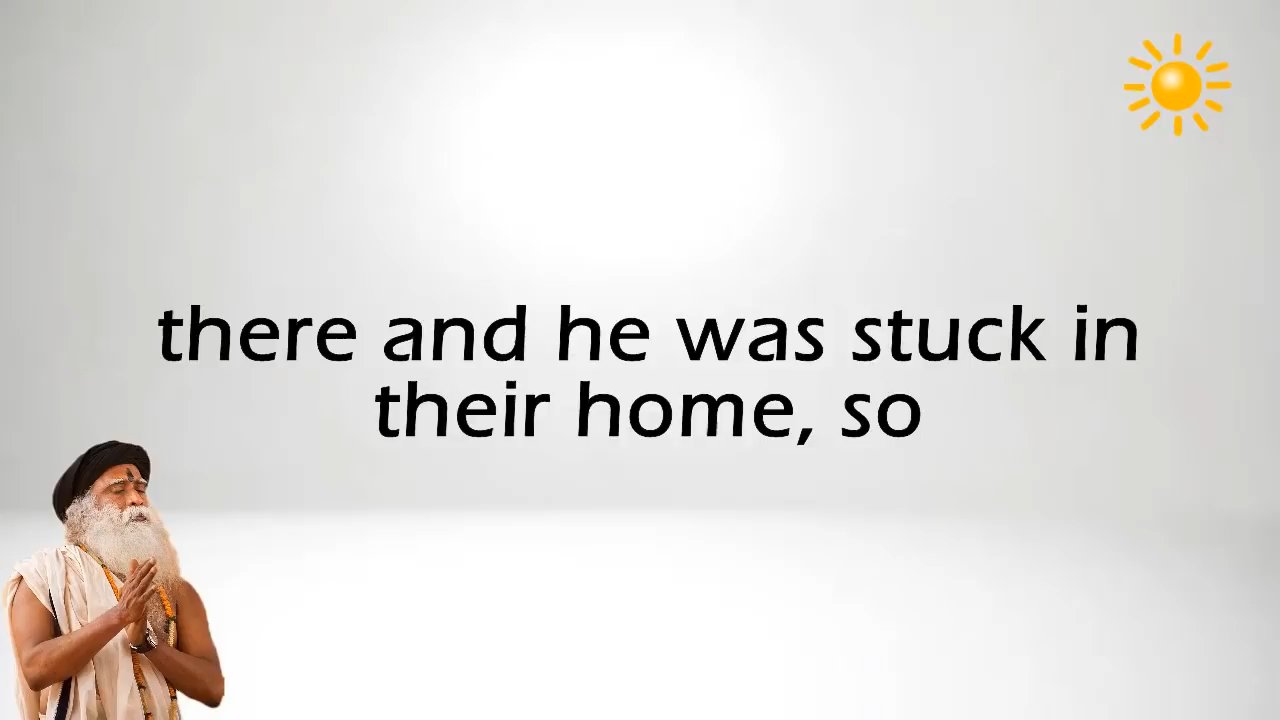 there and he was stuck in
their home, so